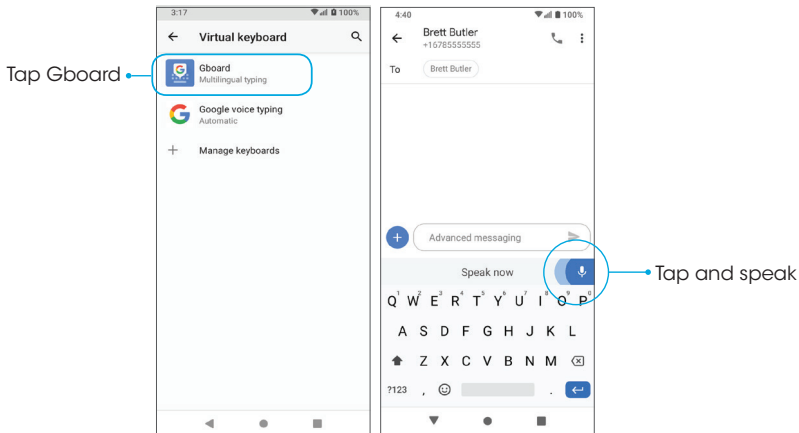 Tap Gboard
3:17 100%
Virtual keyboard
Gboard
Multilingual typing
Google voice typing
Automatic
Manage keyboards
4:40 100%
Brett Butler
+16785555555
To Brett Butler
Advanced messaging
Speak now
Tap and speak
1 2 3 4 5 6 7 8 9 0
Q W E R T Y U I O P
A S D F G H J K L
Z X C V B N M
?123 , .